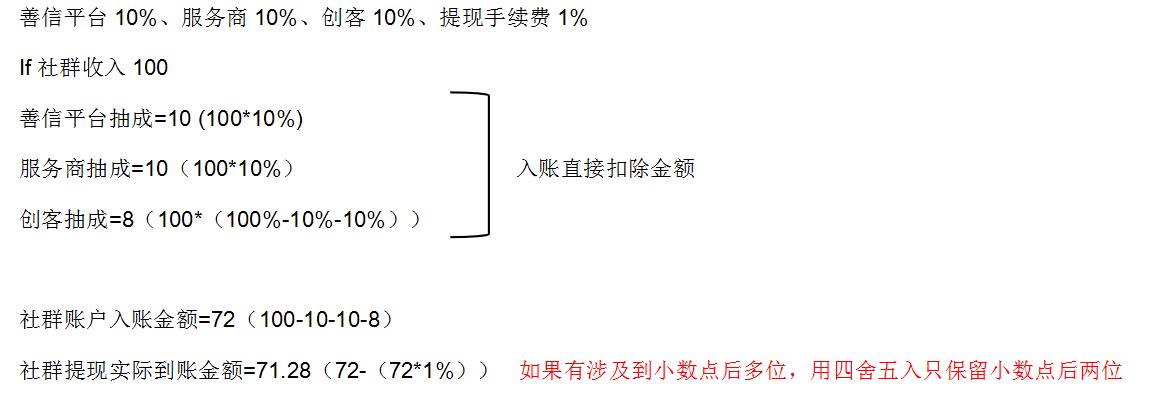 善信平台 10%、服务商 10%、创客 10%、提现手续费 1%
If 社群收入 100
善信平台抽成=10 (100*10%)
服务商抽成=10（100*10%）
入账直接扣除金额
创客抽成=8（100*（100%-10%-10%））
社群账户入账金额=72（100-10-10-8）
社群提现实际到账金额=71.28（72-（72*1%）） 如果有涉及到小数点后多位，用四舍五入只保留小数点后两位